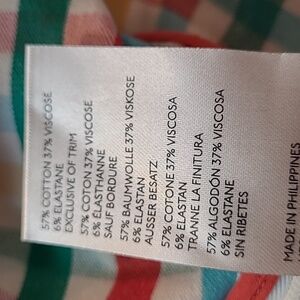 57% COTTON 37% VISCOSE
6% ELASTANE
EXCLUSIVE OF TRIM
57% COTON 37% VISCOSE
6% ÉLASTHANNE
SAUF BORDURE
57% BAUMWOLLE 37% VISKOSE
6% ELASTAN
AUSSER BESATZ
57% COTONE 37% VISCOSA
6% ELASTAN
TRANNE LA FINITURA
57% ALGODÓN 37% VISCOSA
6% ELASTANE
SIN RIBETES
MADE IN PHILIPPINES